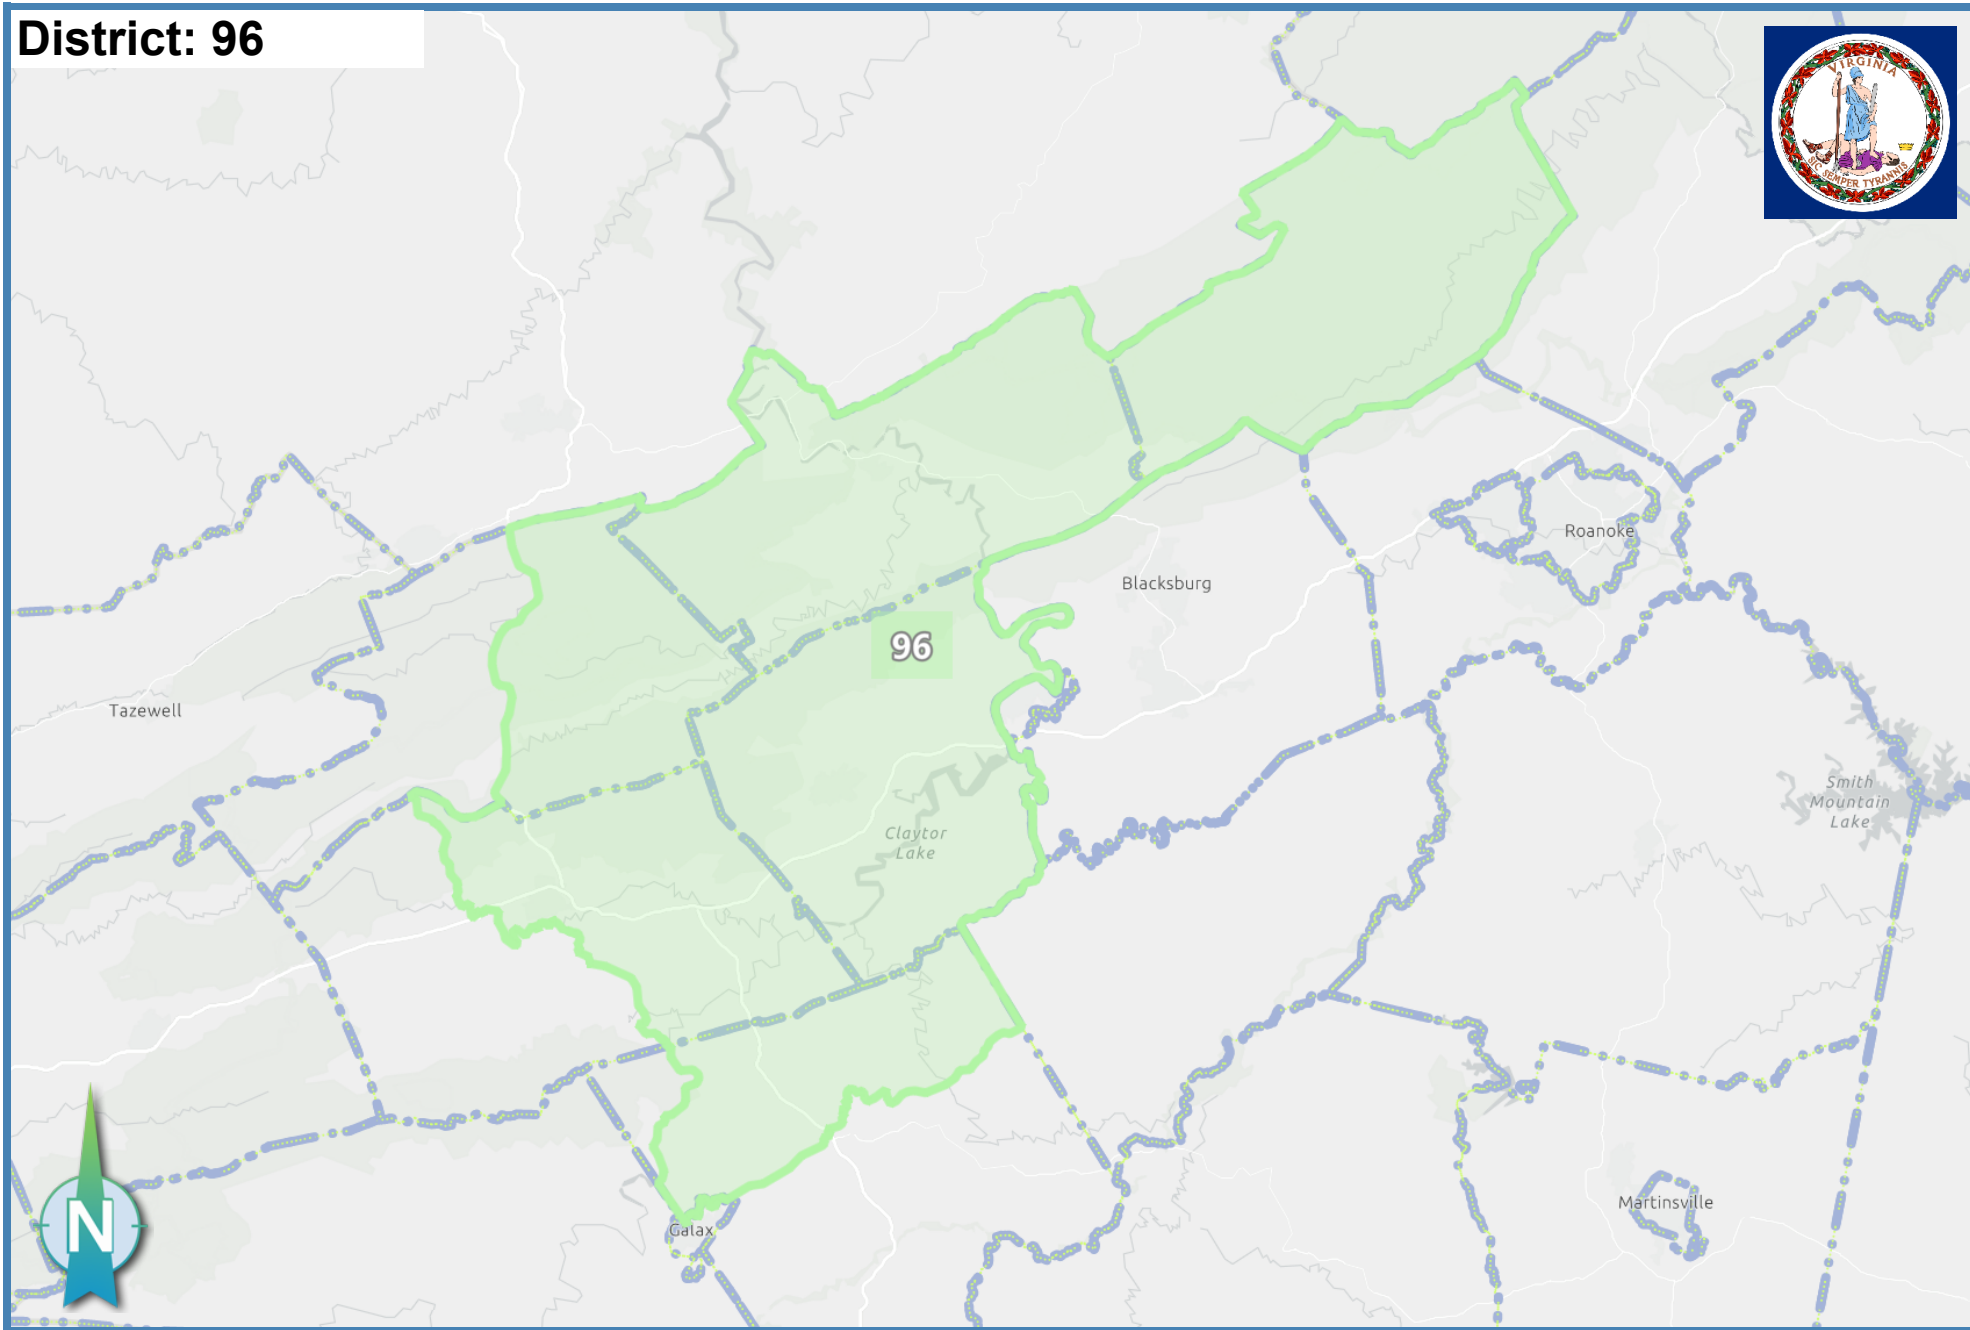 District: 96
VIRGINIA
SIC SEMPER TYRANNIS
Roanoke
Blacksburg
96
Tazewell
Smith
Mountain
Lake
Claytor
Lake
Martinsville
Galax
N